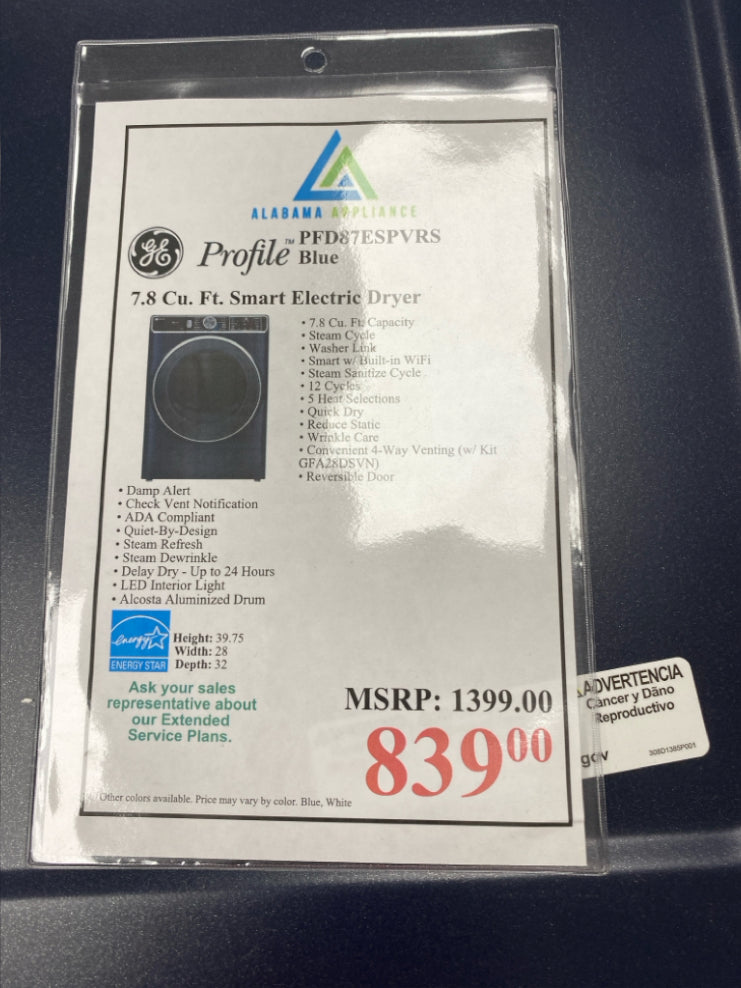 ALABAMA APPLIANCE
GE Profile™ PFD87ESPVRS
Blue
7.8 Cu. Ft. Smart Electric Dryer
• 7.8 Cu. Ft. Capacity
• Steam Cycle
• Washer Link
• Smart w/ Built-in WiFi
• Steam Sanitize Cycle
• 12 Cycles
• 5 Heat Selections
• Quick Dry
• Reduce Static
• Wrinkle Care
• Convenient 4-Way Venting (w/ Kit
GFA28DSVN)
• Reversible Door
• Damp Alert
• Check Vent Notification
• ADA Compliant
• Quiet-By-Design
• Steam Refresh
• Steam Dewrinkle
• Delay Dry - Up to 24 Hours
• LED Interior Light
• Alcosta Aluminized Drum
energy
ENERGY STAR
Height: 39.75
Width: 28
Depth: 32
Ask your sales
representative about
our Extended
Service Plans.
MSRP: 1399.00
839⁰⁰
Other colors available. Price may vary by color. Blue, White
ADVERTENCIA
Cáncer y Dãno
Reproductivo
gov
308D1385P001